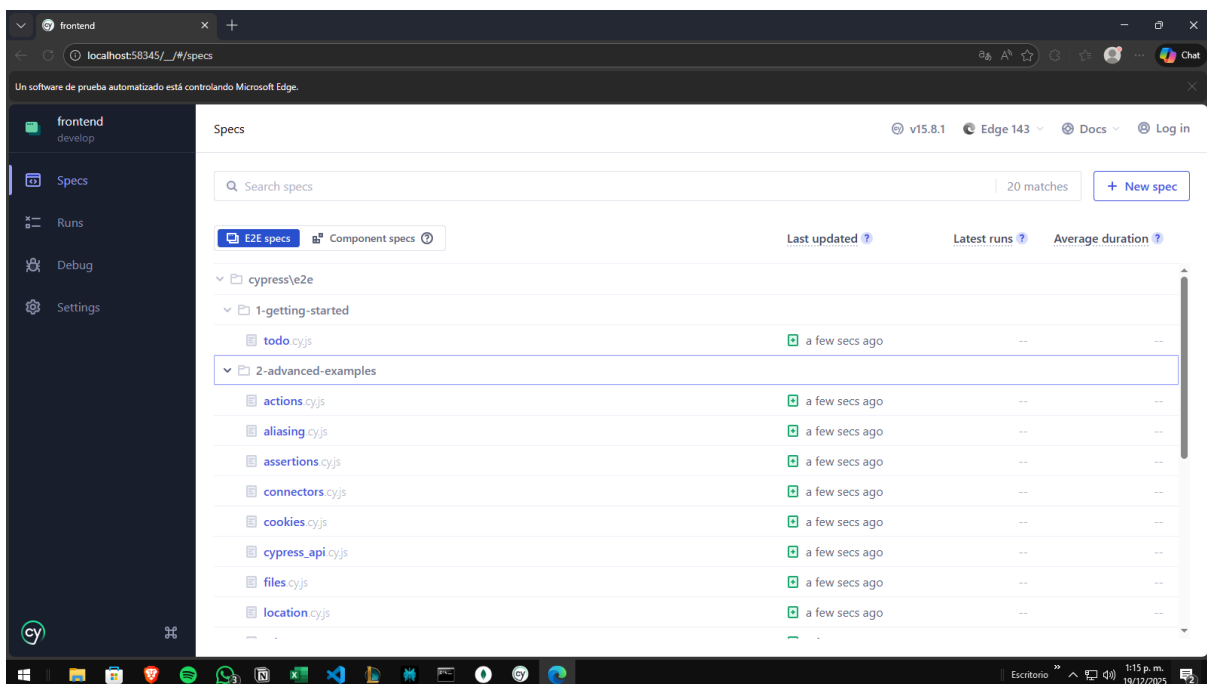 frontend
localhost:58345/__/#/specs
Chat
Un software de prueba automatizado está controlando Microsoft Edge.
frontend
develop
Specs
v15.8.1
Edge 143
Docs
Log in
Specs
Runs
Debug
Settings
Search specs
20 matches
+ New spec
E2E specs
Component specs
Last updated ?
Latest runs ?
Average duration ?
cypress\e2e
1-getting-started
todo.cy.js a few secs ago -- --
2-advanced-examples
actions.cy.js a few secs ago -- --
aliasing.cy.js a few secs ago -- --
assertions.cy.js a few secs ago -- --
connectors.cy.js a few secs ago -- --
cookies.cy.js a few secs ago -- --
cypress_api.cy.js a few secs ago -- --
files.cy.js a few secs ago -- --
location.cy.js a few secs ago -- --
cy
Escritorio
1:15 p. m.
19/12/2025